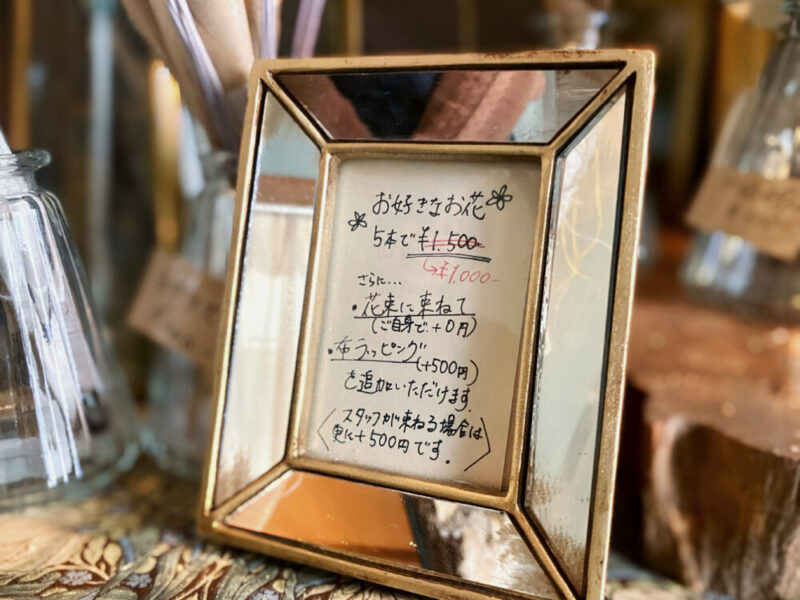 お好きなお花
5本で ¥1.500
→¥1.000-
さらに...
・花束に束ねて
(ご自身で.+0円)
・布ラッピング
(+500円)
を追加いただけます.
〈スタッフが束ねる場合は
更に+500円です.〉